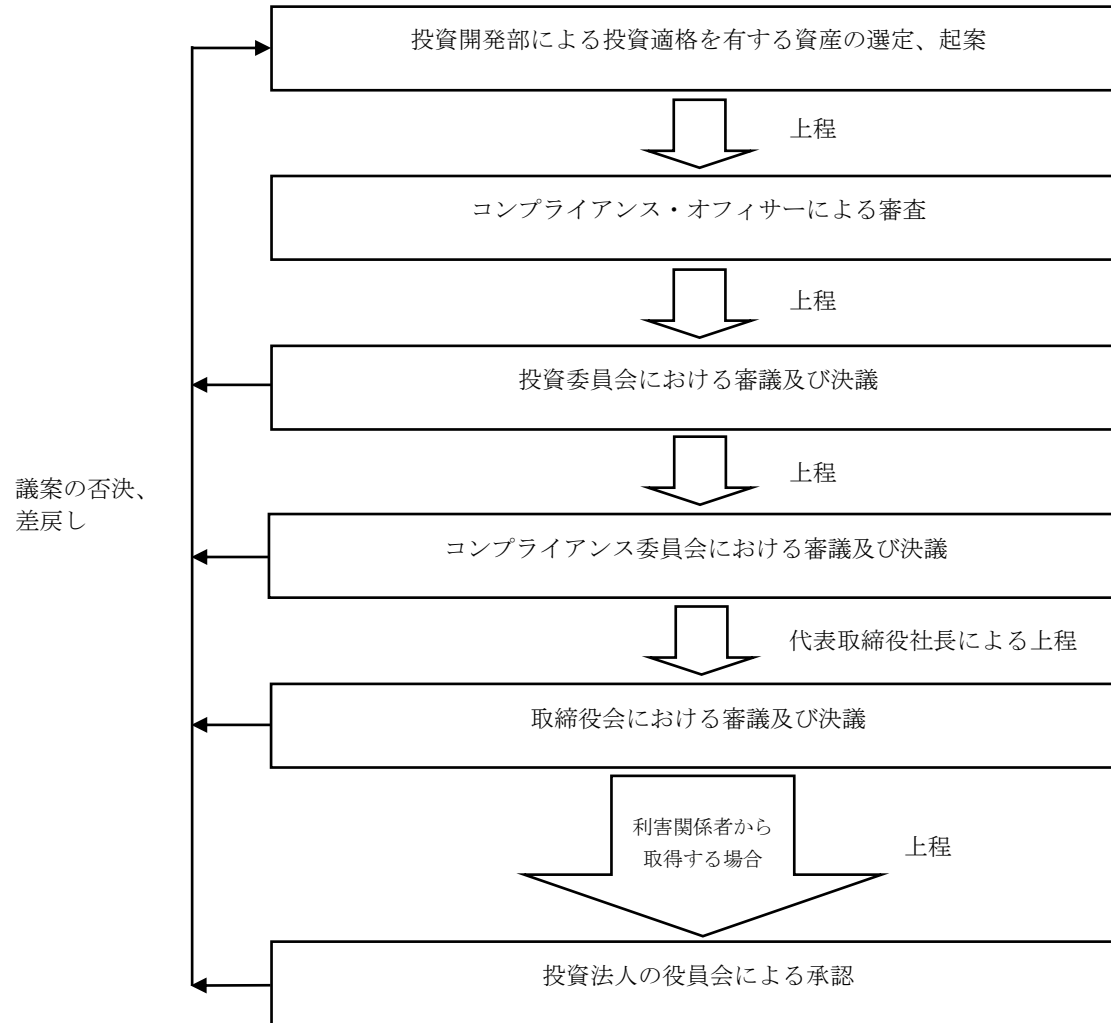 投資開発部による投資適格を有する資産の選定、起案
上程
コンプライアンス・オフィサーによる審査
上程
投資委員会における審議及び決議
上程
議案の否決、
差戻し
コンプライアンス委員会における審議及び決議
代表取締役社長による上程
取締役会における審議及び決議
利害関係者から
取得する場合
上程
投資法人の役員会による承認